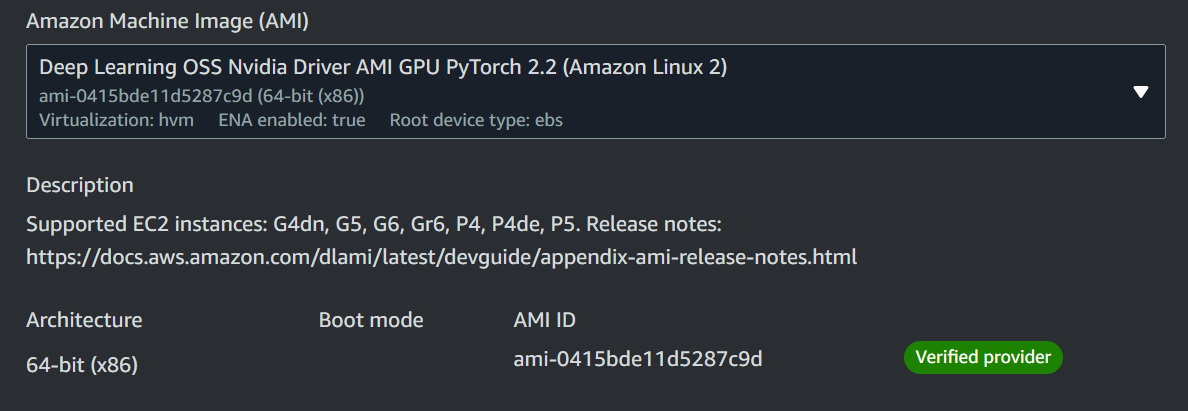 Amazon Machine Image (AMI)
Deep Learning OSS Nvidia Driver AMI GPU PyTorch 2.2 (Amazon Linux 2)
ami-0415bde11d5287c9d (64-bit (x86))
Virtualization: hvm ENA enabled: true Root device type: ebs
Description
Supported EC2 instances: G4dn, G5, G6, Gr6, P4, P4de, P5. Release notes:
https://docs.aws.amazon.com/dlami/latest/devguide/appendix-ami-release-notes.html
Architecture Boot mode AMI ID
64-bit (x86) ami-0415bde11d5287c9d Verified provider